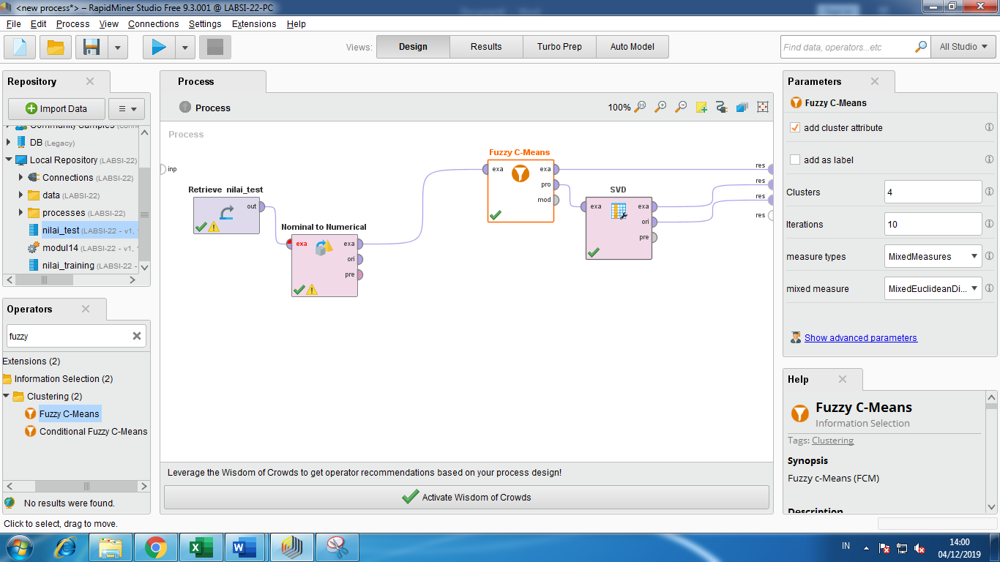 <new process*> – RapidMiner Studio Free 9.3.001 @ LABSI-22-PC
File Edit Process View Connections Settings Extensions Help
Views: Design Results Turbo Prep Auto Model
Find data, operators...etc All Studio
Repository
Import Data
Community Samples
DB (Legacy)
Local Repository (LABSI-22)
Connections (LABSI-22)
data (LABSI-22)
processes (LABSI-22)
nilai_test (LABSI-22 – v1,
modul14 (LABSI-22 – v1,
nilai_training (LABSI-22 –
Operators
fuzzy
Extensions (2)
Information Selection (2)
Clustering (2)
Fuzzy C-Means
Conditional Fuzzy C-Means
No results were found.
Process
Process
100%
Process
inp
Retrieve nilai_test
out
Nominal to Numerical
exa exa
ori
pre
Fuzzy C-Means
exa exa
pro
mod
SVD
exa exa
ori
pre
res
res
res
res
Leverage the Wisdom of Crowds to get operator recommendations based on your process design!
Activate Wisdom of Crowds
Parameters
Fuzzy C-Means
add cluster attribute
add as label
Clusters 4
Iterations 10
measure types MixedMeasures
mixed measure MixedEuclideanDi...
Show advanced parameters
Help
Fuzzy C-Means
Information Selection
Tags: Clustering
Synopsis
Fuzzy c-Means (FCM)
Description
Click to select, drag to move.
IN
14:00
04/12/2019